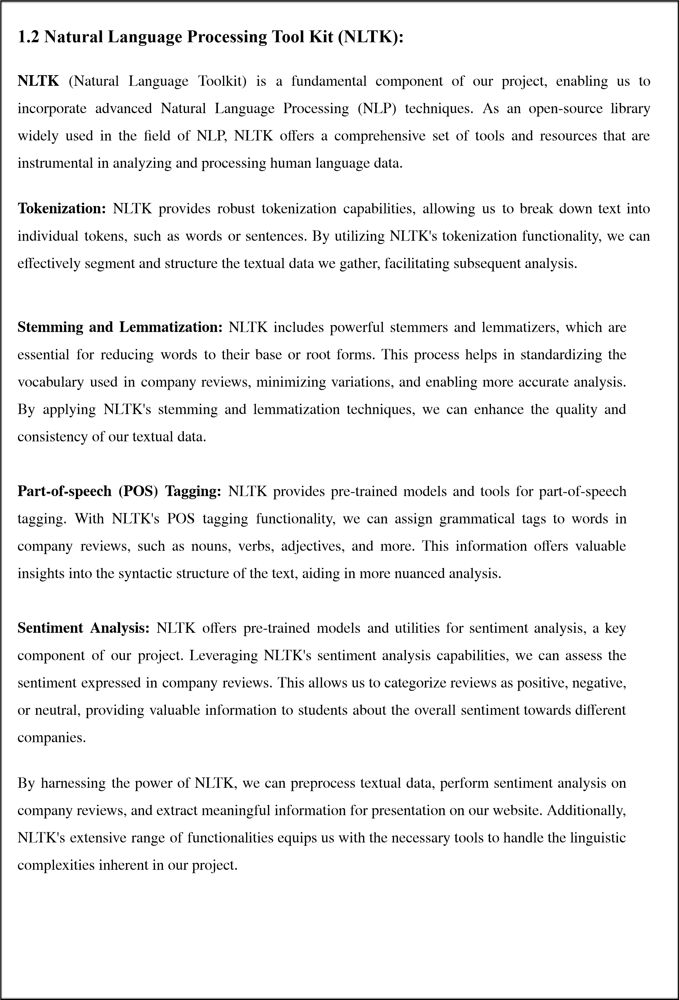 1.2 Natural Language Processing Tool Kit (NLTK):
NLTK (Natural Language Toolkit) is a fundamental component of our project, enabling us to
incorporate advanced Natural Language Processing (NLP) techniques. As an open-source library
widely used in the field of NLP, NLTK offers a comprehensive set of tools and resources that are
instrumental in analyzing and processing human language data.
Tokenization: NLTK provides robust tokenization capabilities, allowing us to break down text into
individual tokens, such as words or sentences. By utilizing NLTK's tokenization functionality, we can
effectively segment and structure the textual data we gather, facilitating subsequent analysis.
Stemming and Lemmatization: NLTK includes powerful stemmers and lemmatizers, which are
essential for reducing words to their base or root forms. This process helps in standardizing the
vocabulary used in company reviews, minimizing variations, and enabling more accurate analysis.
By applying NLTK's stemming and lemmatization techniques, we can enhance the quality and
consistency of our textual data.
Part-of-speech (POS) Tagging: NLTK provides pre-trained models and tools for part-of-speech
tagging. With NLTK's POS tagging functionality, we can assign grammatical tags to words in
company reviews, such as nouns, verbs, adjectives, and more. This information offers valuable
insights into the syntactic structure of the text, aiding in more nuanced analysis.
Sentiment Analysis: NLTK offers pre-trained models and utilities for sentiment analysis, a key
component of our project. Leveraging NLTK's sentiment analysis capabilities, we can assess the
sentiment expressed in company reviews. This allows us to categorize reviews as positive, negative,
or neutral, providing valuable information to students about the overall sentiment towards different
companies.
By harnessing the power of NLTK, we can preprocess textual data, perform sentiment analysis on
company reviews, and extract meaningful information for presentation on our website. Additionally,
NLTK's extensive range of functionalities equips us with the necessary tools to handle the linguistic
complexities inherent in our project.